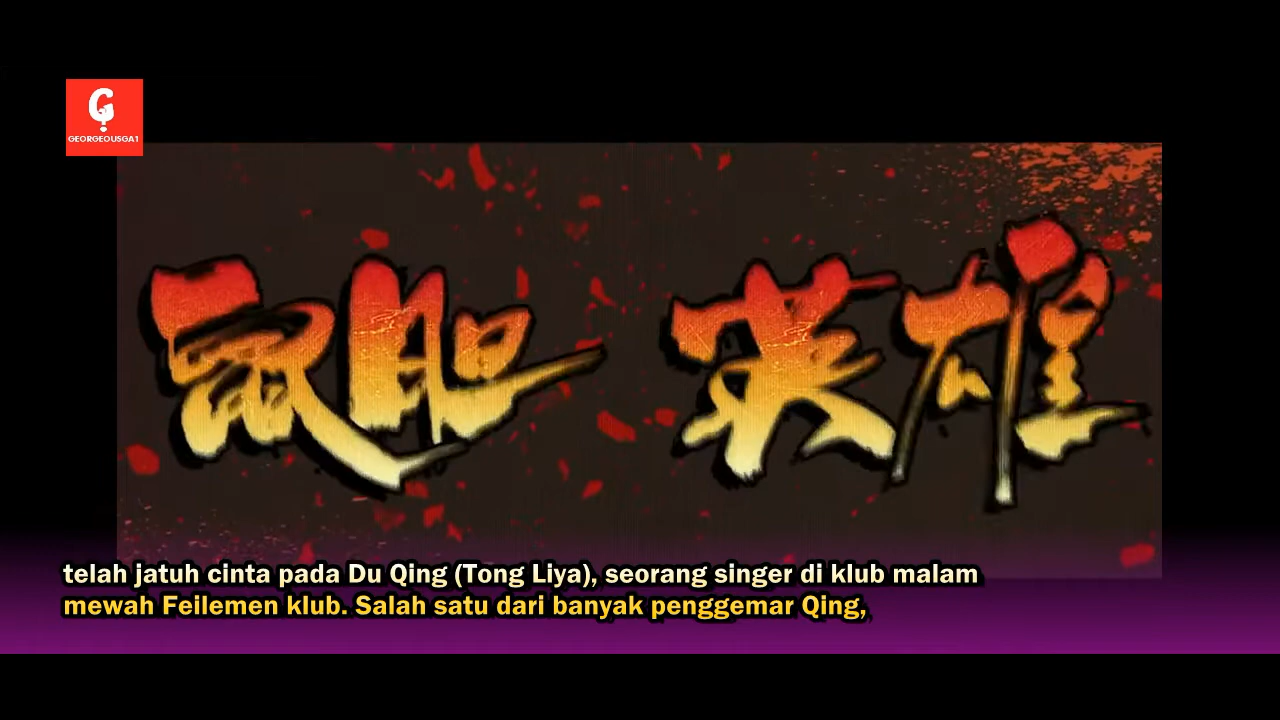 GEORGEOUSGA1
鼠胆 英雄
telah jatuh cinta pada Du Qing (Tong Liya), seorang singer di klub malam
mewah Feilemen klub. Salah satu dari banyak penggemar Qing,